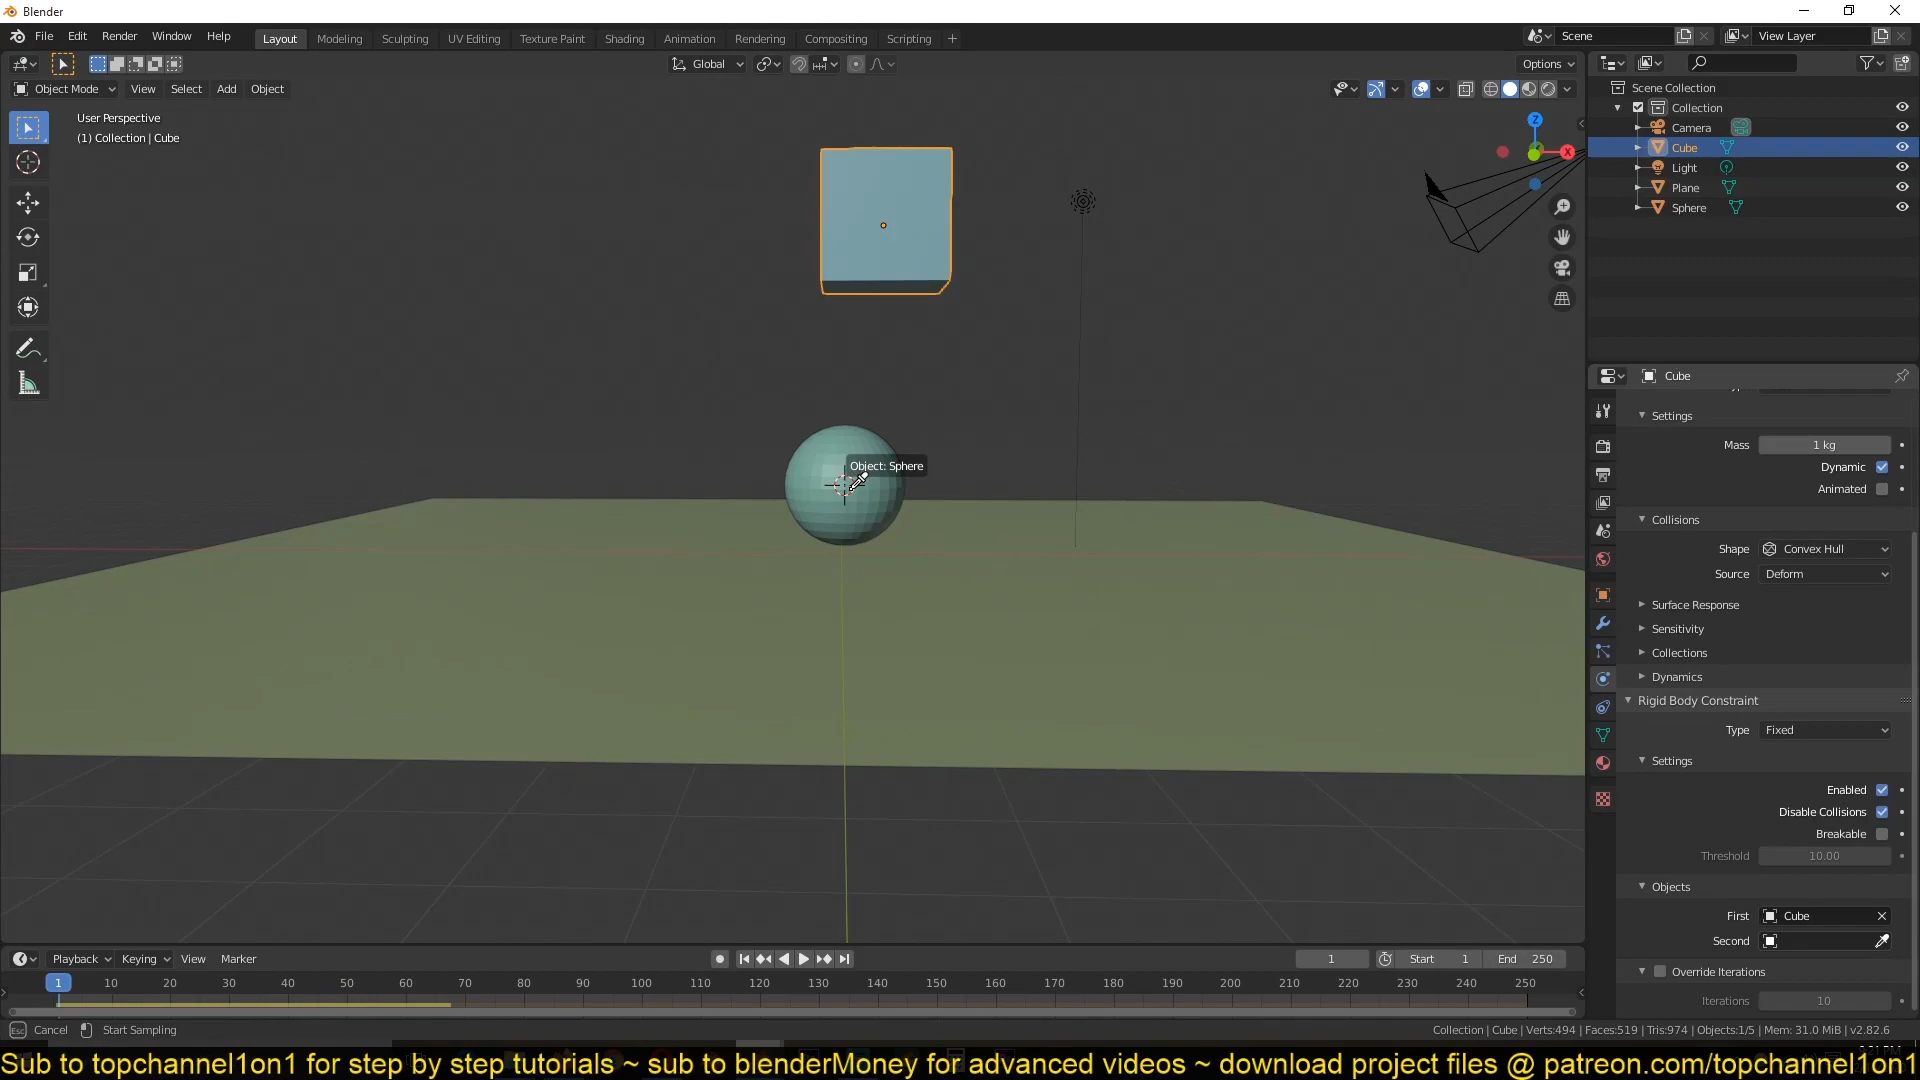 Blender
File Edit Render Window Help
Layout Modeling Sculpting UV Editing Texture Paint Shading Animation Rendering Compositing Scripting +
Scene
View Layer
Global
Options
Object Mode View Select Add Object
User Perspective
(1) Collection | Cube
Z
X
Object: Sphere
Scene Collection
Collection
Camera
Cube
Light
Plane
Sphere
Cube
Settings
Mass 1 kg
Dynamic
Animated
Collisions
Shape Convex Hull
Source Deform
Surface Response
Sensitivity
Collections
Dynamics
Rigid Body Constraint
Type Fixed
Settings
Enabled
Disable Collisions
Breakable
Threshold 10.00
Objects
First Cube
Second
Override Iterations
Iterations 10
Playback Keying View Marker
1 Start 1 End 250
1 10 20 30 40 50 60 70 80 90 100 110 120 130 140 150 160 170 180 190 200 210 220 230 240 250
Esc Cancel Start Sampling
Collection | Cube | Verts:494 | Faces:519 | Tris:974 | Objects:1/5 | Mem: 31.0 MiB | v2.82.6
Sub to topchannel1on1 for step by step tutorials ~ sub to blenderMoney for advanced videos ~ download project files @ patreon.com/topchannel1on1